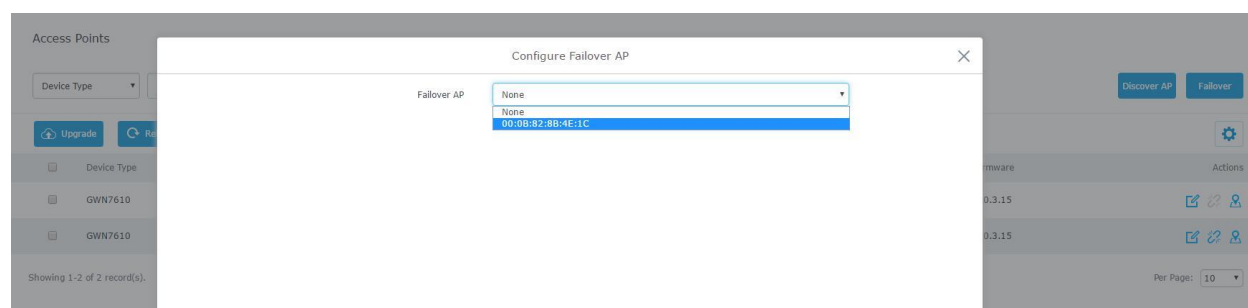 Access Points
Configure Failover AP
Device Type
Failover AP
None
Discover AP
Failover
None
00:0B:82:8B:4E:1C
Upgrade
Re
Device Type
rmware
Actions
GWN7610
0.3.15
GWN7610
0.3.15
Showing 1-2 of 2 record(s).
Per Page: 10